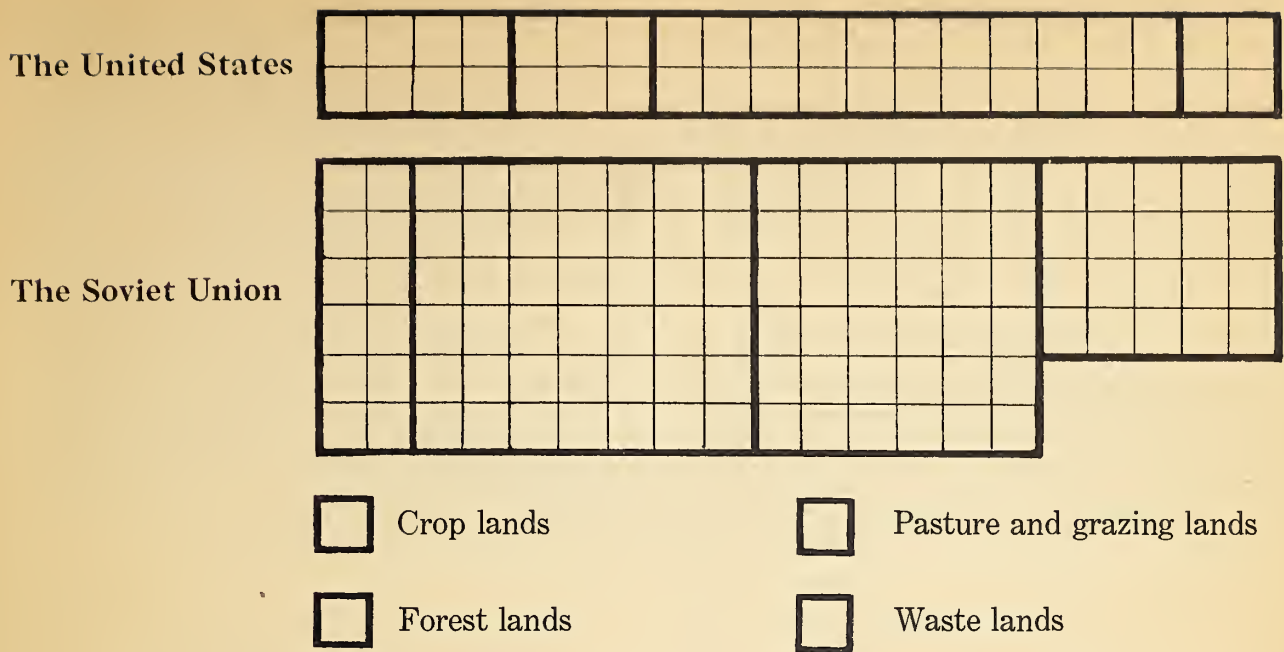 The United States
The Soviet Union
Crop lands
Pasture and grazing lands
Forest lands
Waste lands